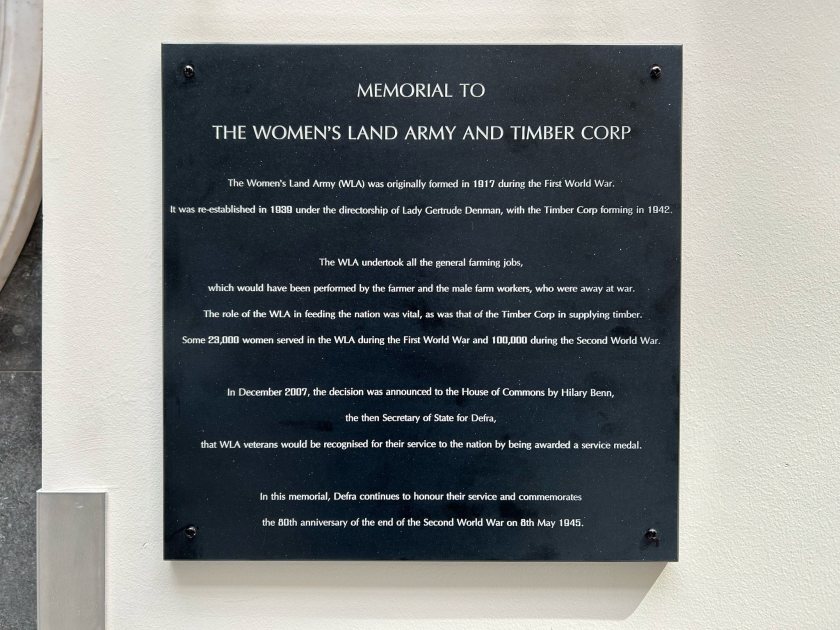 MEMORIAL TO
THE WOMEN'S LAND ARMY AND TIMBER CORP
The Women's Land Army (WLA) was originally formed in 1917 during the First World War.
It was re-established in 1939 under the directorship of Lady Gertrude Denman, with the Timber Corp forming in 1942.
The WLA undertook all the general farming jobs,
which would have been performed by the farmer and the male farm workers, who were away at war.
The role of the WLA in feeding the nation was vital, as was that of the Timber Corp in supplying timber.
Some 23,000 women served in the WLA during the First World War and 100,000 during the Second World War.
In December 2007, the decision was announced to the House of Commons by Hilary Benn,
the then Secretary of State for Defra,
that WLA veterans would be recognised for their service to the nation by being awarded a service medal.
In this memorial, Defra continues to honour their service and commemorates
the 80th anniversary of the end of the Second World War on 8th May 1945.